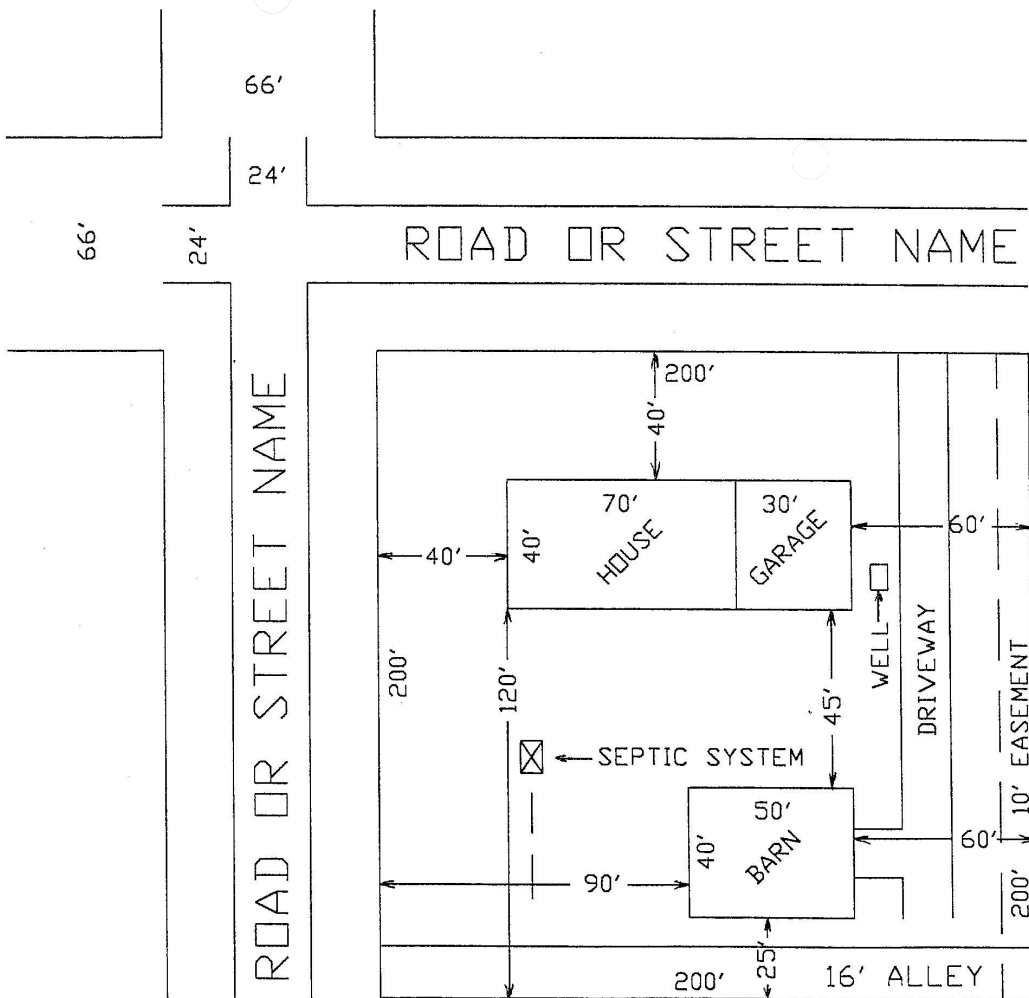 66'
24'
66'
24'
ROAD OR STREET NAME
ROAD OR STREET NAME
200'
40'
70'
30'
40'
HOUSE
GARAGE
40'
60'
200'
120'
WELL
DRIVEWAY
45'
10' EASEMENT
SEPTIC SYSTEM
50'
40'
BARN
60'
90'
200'
25'
200'
16' ALLEY